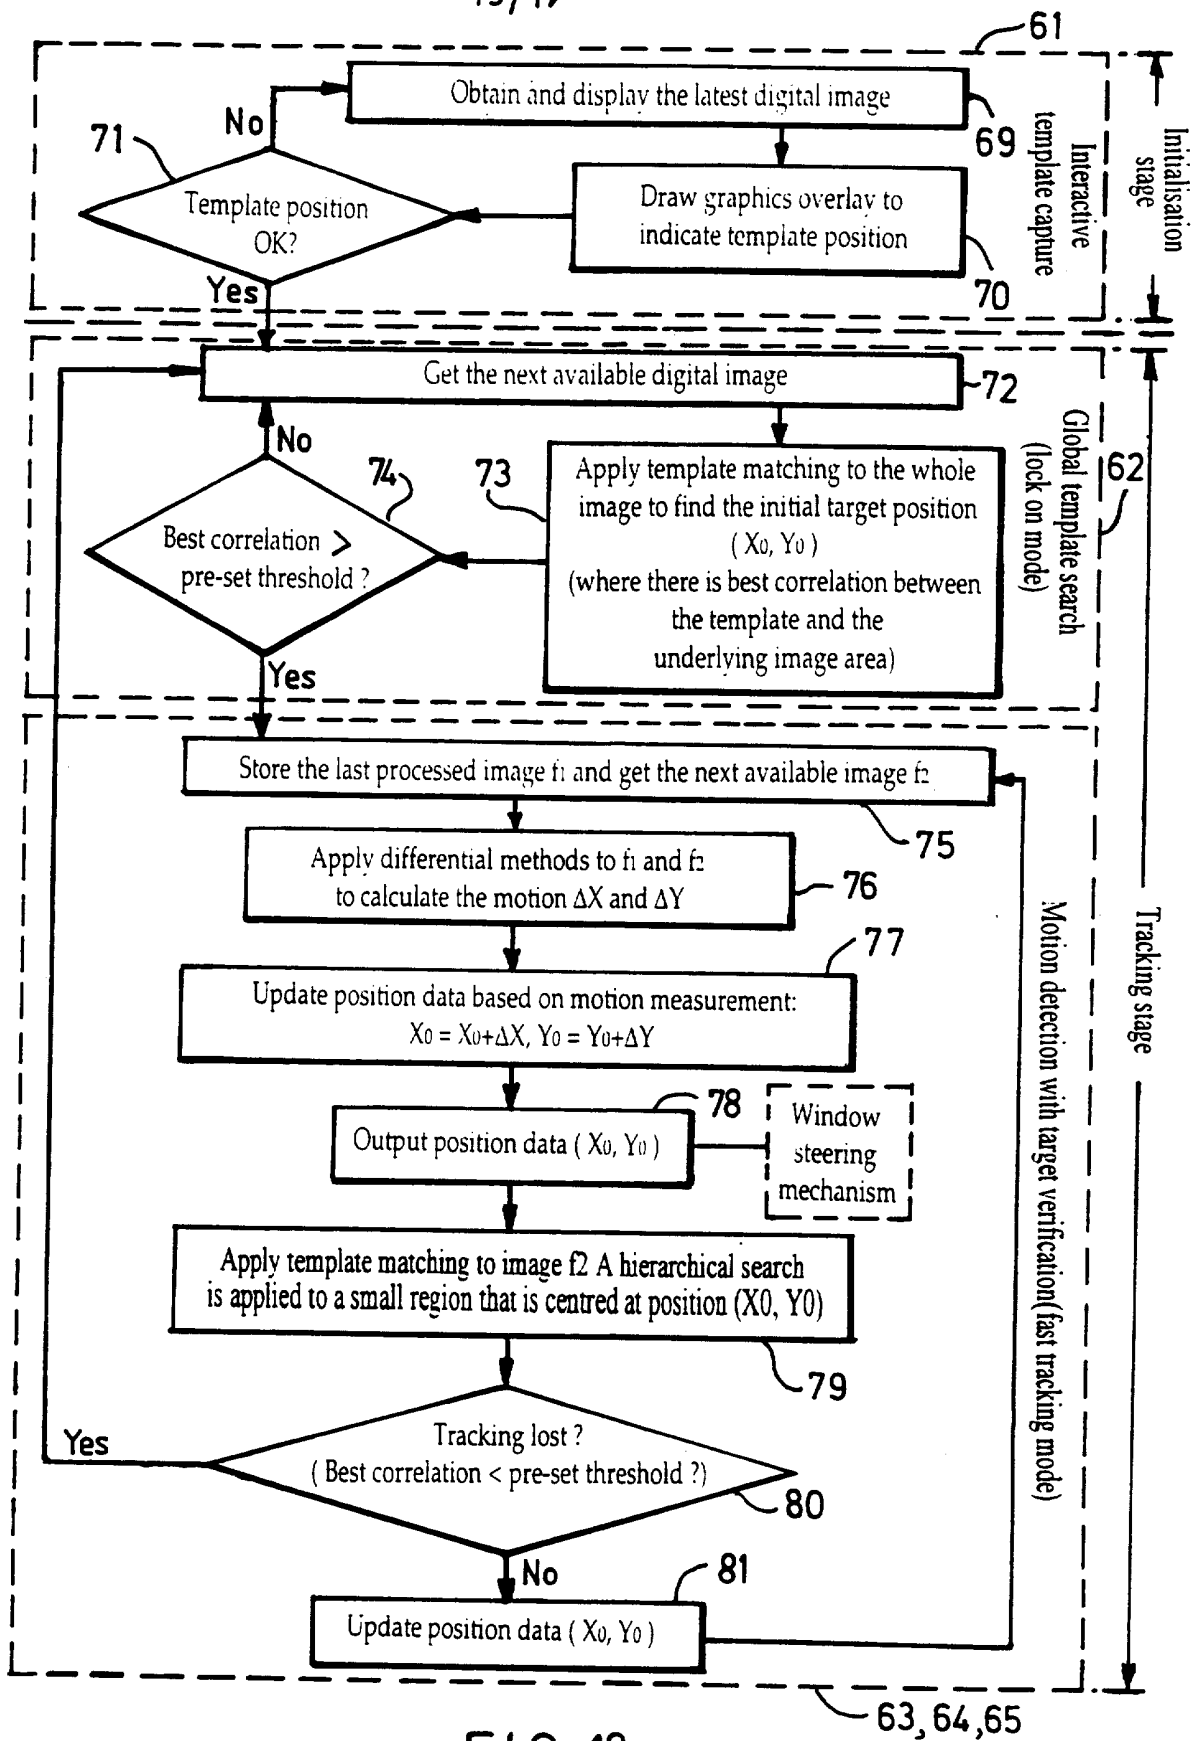 61
Obtain and display the latest digital image
69
No
71
Template position
OK?
Draw graphics overlay to
indicate template position
70
Yes
Interactive
template capture
Initialisation
stage
Get the next available digital image
72
No
74
73
Best correlation >
pre-set threshold ?
Apply template matching to the whole
image to find the initial target position
( X0, Y0 )
(where there is best correlation between
the template and the
underlying image area)
Yes
Global template search
(lock on mode)
62
Store the last processed image f1 and get the next available image f2
75
Apply differential methods to f1 and f2
to calculate the motion ΔX and ΔY
76
77
Update position data based on motion measurement:
X0 = X0+ΔX, Y0 = Y0+ΔY
78
Output position data ( X0, Y0 )
Window
steering
mechanism
Apply template matching to image f2 A hierarchical search
is applied to a small region that is centred at position (X0, Y0)
79
Tracking lost ?
( Best correlation < pre-set threshold ?)
Yes
80
No
81
Update position data ( X0, Y0 )
Motion detection with target verification(fast tracking mode)
Tracking stage
63, 64, 65